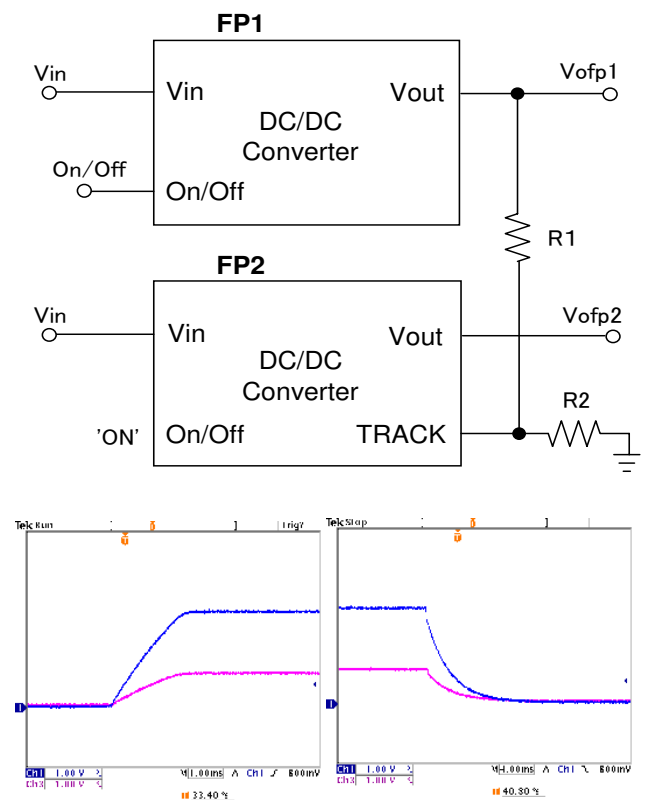 FP1
Vin
Vin
Vout
Vofp1
DC/DC
Converter
On/Off
On/Off
R1
FP2
Vin
Vin
Vout
Vofp2
DC/DC
Converter
R2
'ON'
On/Off
TRACK
Tek Run
Trig?
Tek Stop
Ch1 1.00 V
M 1.00ms A Ch1 800mV
Ch3 1.00 V
33.40 %
Ch1 1.00 V
M 4.00ms A Ch1 800mV
Ch3 1.00 V
40.80 %